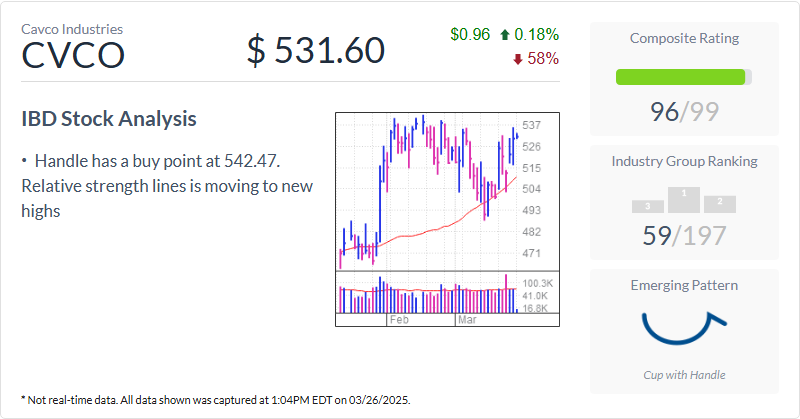 Cavco Industries
CVCO
$ 531.60
$0.96 0.18%
58%
IBD Stock Analysis
• Handle has a buy point at 542.47.
Relative strength lines is moving to new
highs
537
526
515
504
493
482
471
100.3K
41.0K
16.8K
Feb
Mar
Composite Rating
96/99
Industry Group Ranking
3
1
2
59/197
Emerging Pattern
Cup with Handle
* Not real-time data. All data shown was captured at 1:04PM EDT on 03/26/2025.